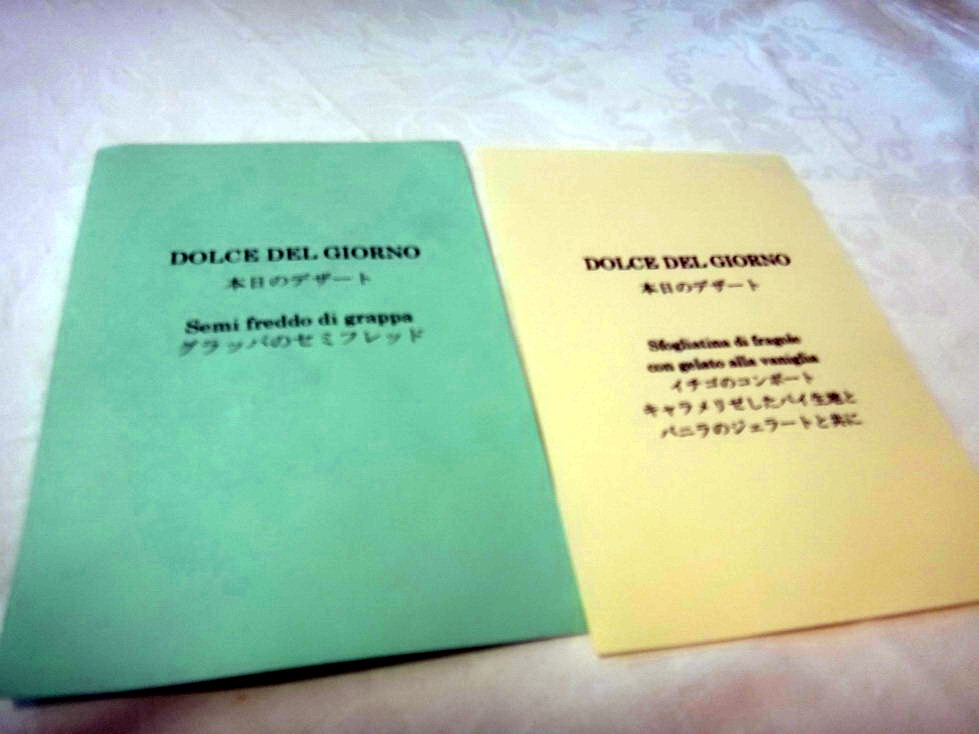 DOLCE DEL GIORNO
本日のデザート
Semi freddo di grappa
グラッパのセミフレッド
DOLCE DEL GIORNO
本日のデザート
Sfogliatina di fragole
con gelato alla vaniglia
イチゴのコンポート
キャラメリゼしたパイ生地と
バニラのジェラートと共に